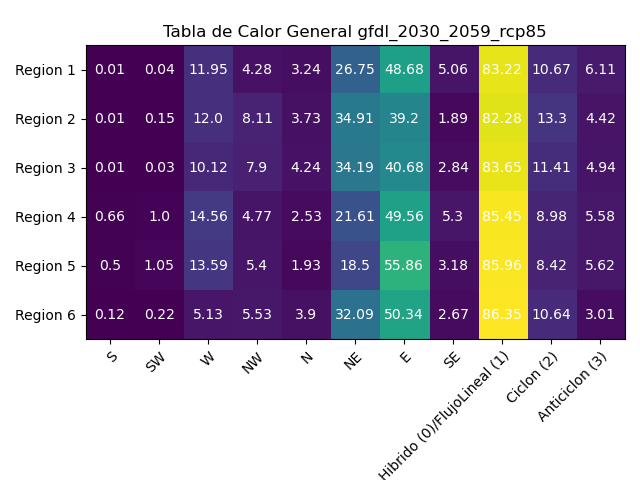 Tabla de Calor General gfdl_2030_2059_rcp85
Region 1 0.01 0.04 11.95 4.28 3.24 26.75 48.68 5.06 83.22 10.67 6.11
Region 2 0.01 0.15 12.0 8.11 3.73 34.91 39.2 1.89 82.28 13.3 4.42
Region 3 0.01 0.03 10.12 7.9 4.24 34.19 40.68 2.84 83.65 11.41 4.94
Region 4 0.66 1.0 14.56 4.77 2.53 21.61 49.56 5.3 85.45 8.98 5.58
Region 5 0.5 1.05 13.59 5.4 1.93 18.5 55.86 3.18 85.96 8.42 5.62
Region 6 0.12 0.22 5.13 5.53 3.9 32.09 50.34 2.67 86.35 10.64 3.01
S SW W NW N NE E SE Hibrido (0)/FlujoLineal (1) Ciclon (2) Anticiclon (3)